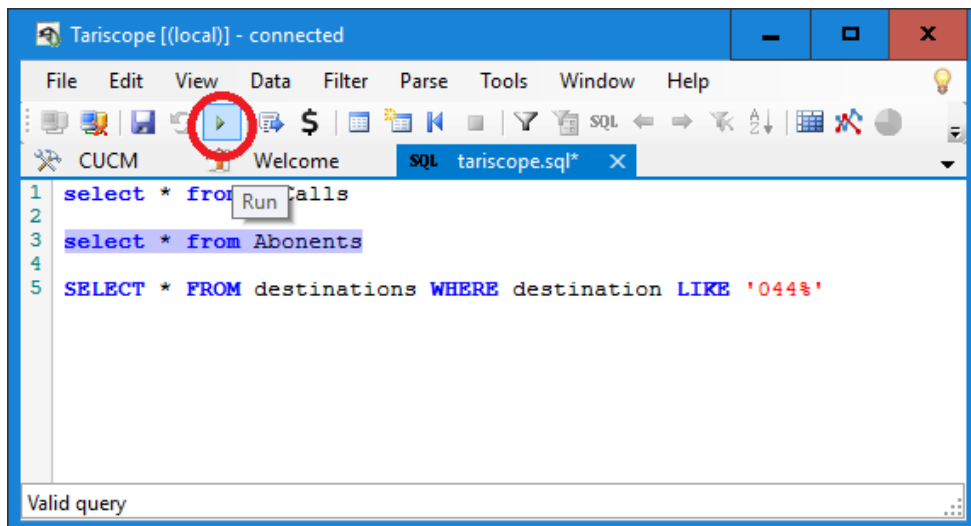 Tariscope [(local)] - connected
File Edit View Data Filter Parse Tools Window Help
$ SQL
CUCM Welcome SQL tariscope.sql*
1 select * from Calls
Run
2
3 select * from Abonents
4
5 SELECT * FROM destinations WHERE destination LIKE '044%'
Valid query